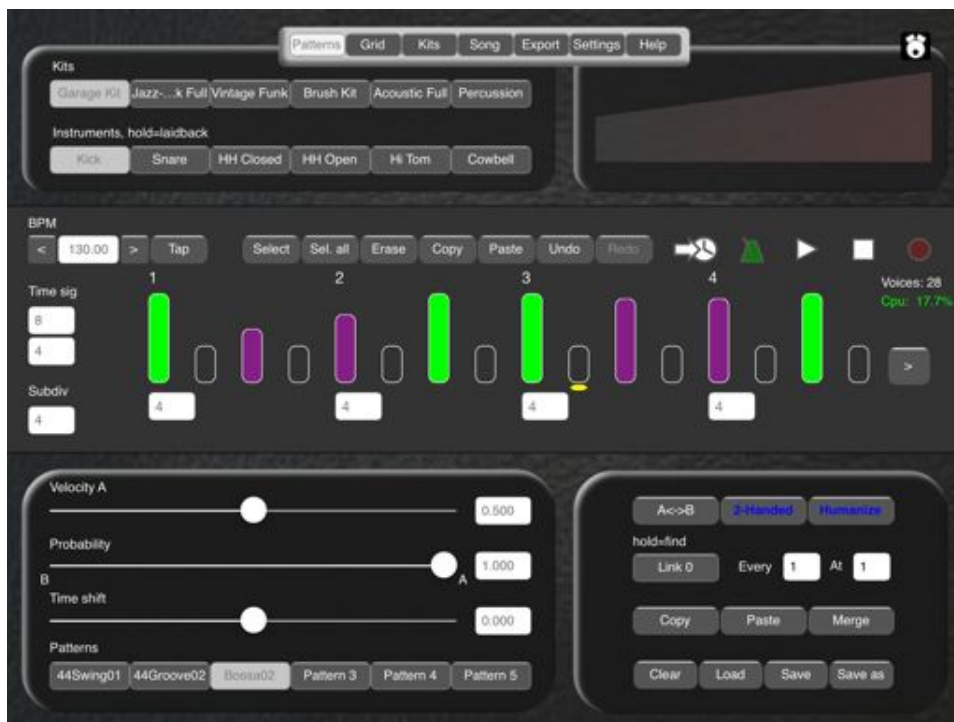 Patterns Grid Kits Song Export Settings Help
Kits
Garage Kit Jazz-...k Full Vintage Funk Brush Kit Acoustic Full Percussion
Instruments, hold=laidback
Kick Snare HH Closed HH Open Hi Tom Cowbell
BPM
< 130.00 > Tap Select Sel. all Erase Copy Paste Undo Redo
1 2 3 4
Voices: 28
Cpu: 17.7%
Time sig
8
4
>
Subdiv
4
4 4 4 4
Velocity A
0.500
Probability
1.000
B A
Time shift
0.000
Patterns
44Swing01 44Groove02 Bossa02 Pattern 3 Pattern 4 Pattern 5
A<->B 2-Handed Humanize
hold=find
Link 0 Every 1 At 1
Copy Paste Merge
Clear Load Save Save as